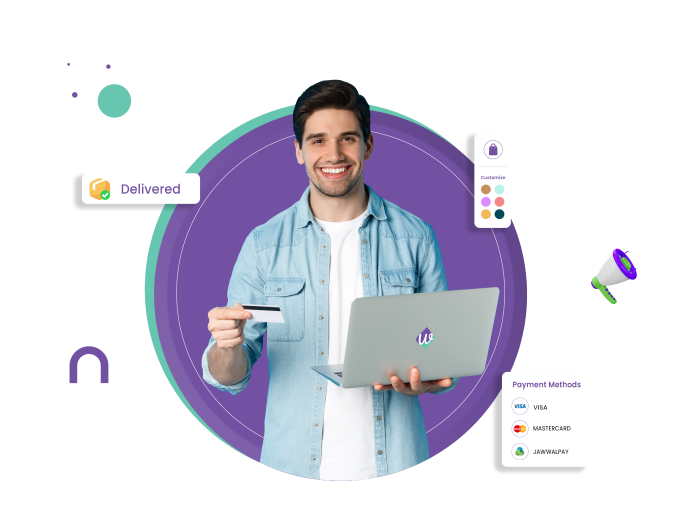 Delivered
Customize
w
Payment Methods
VISA VISA
MASTERCARD
JAWWALPAY